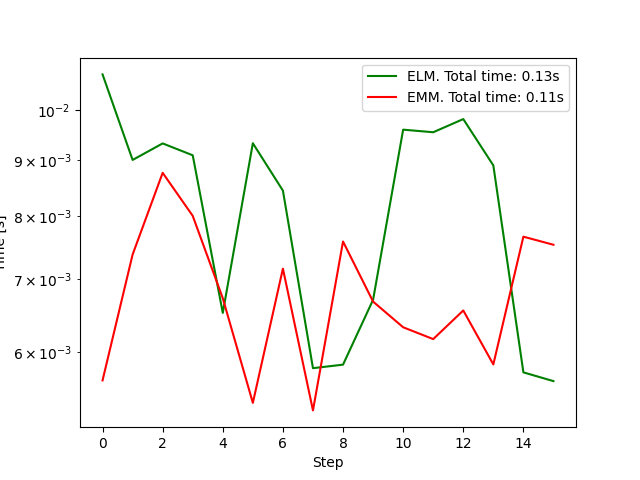 ELM. Total time: 0.13s
EMM. Total time: 0.11s
10⁻²
9 × 10⁻³
8 × 10⁻³
7 × 10⁻³
6 × 10⁻³
Time [s]
0 2 4 6 8 10 12 14
Step